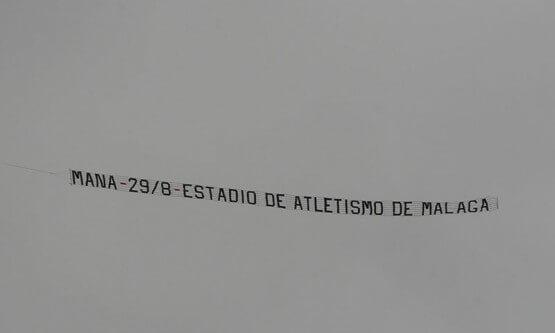 MANA-29/8-ESTADIO DE ATLETISMO DE MALAGA